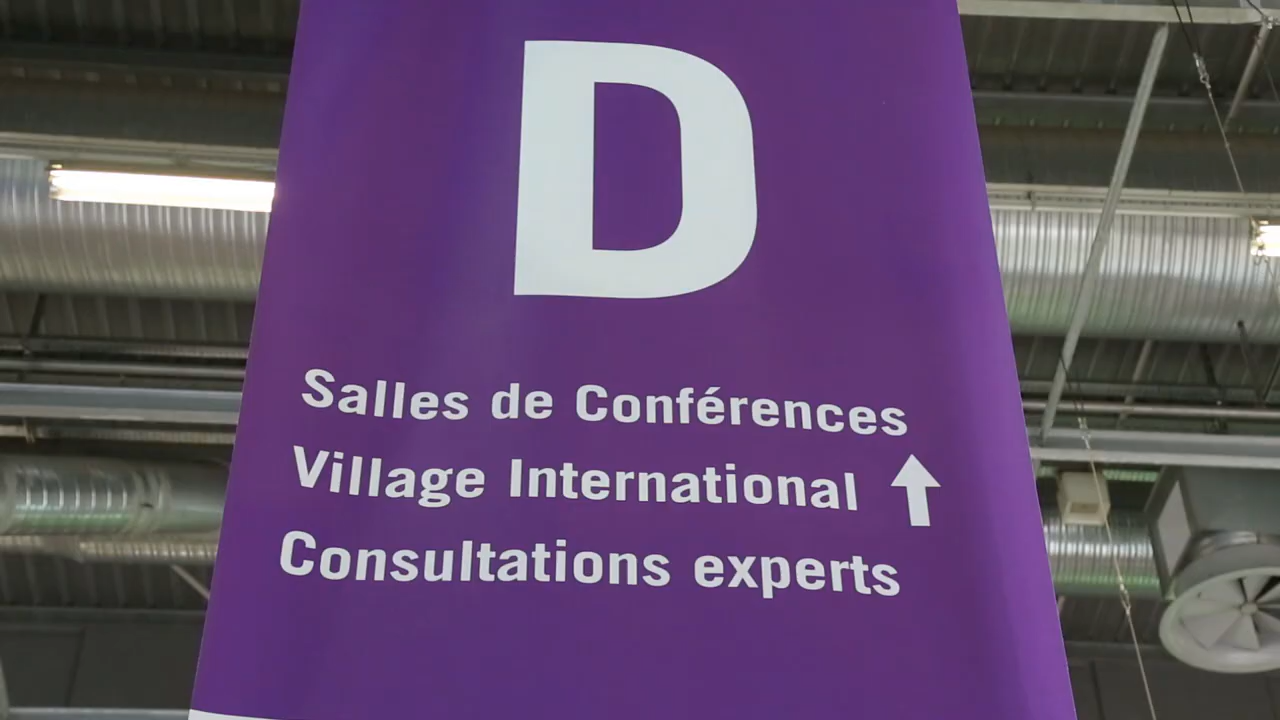 D
Salles de Conférences
Village International
Consultations experts